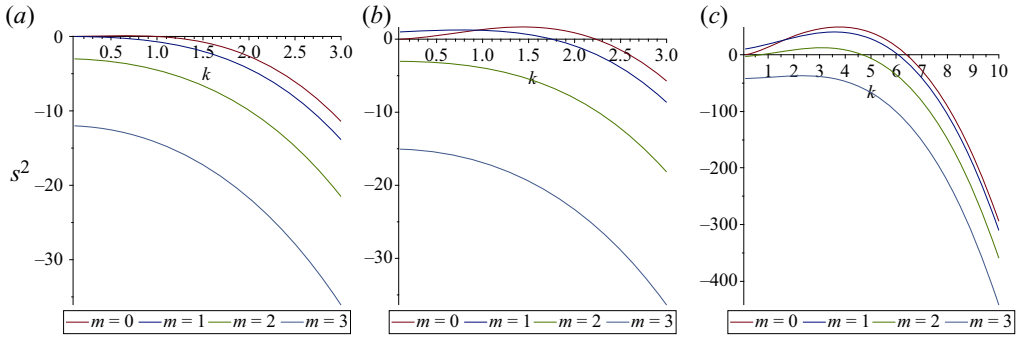 (a) (b) (c)
0 0.5 1.0 1.5 2.0 2.5 3.0
k
–10
–20
–30
s²
m = 0 m = 1 m = 2 m = 3
0 0.5 1.0 1.5 2.0 2.5 3.0
k
–10
–20
–30
m = 0 m = 1 m = 2 m = 3
0 1 2 3 4 5 6 7 8 9 10
k
–100
–200
–300
–400
m = 0 m = 1 m = 2 m = 3